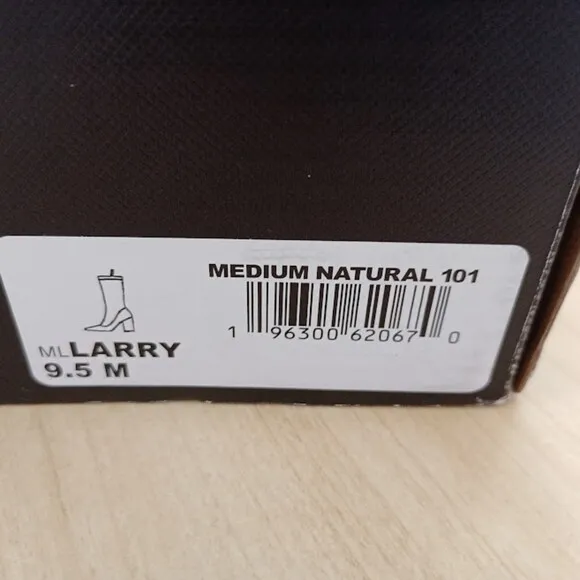 MEDIUM NATURAL 101
1 96300 62067 0
MLLARRY
9.5 M